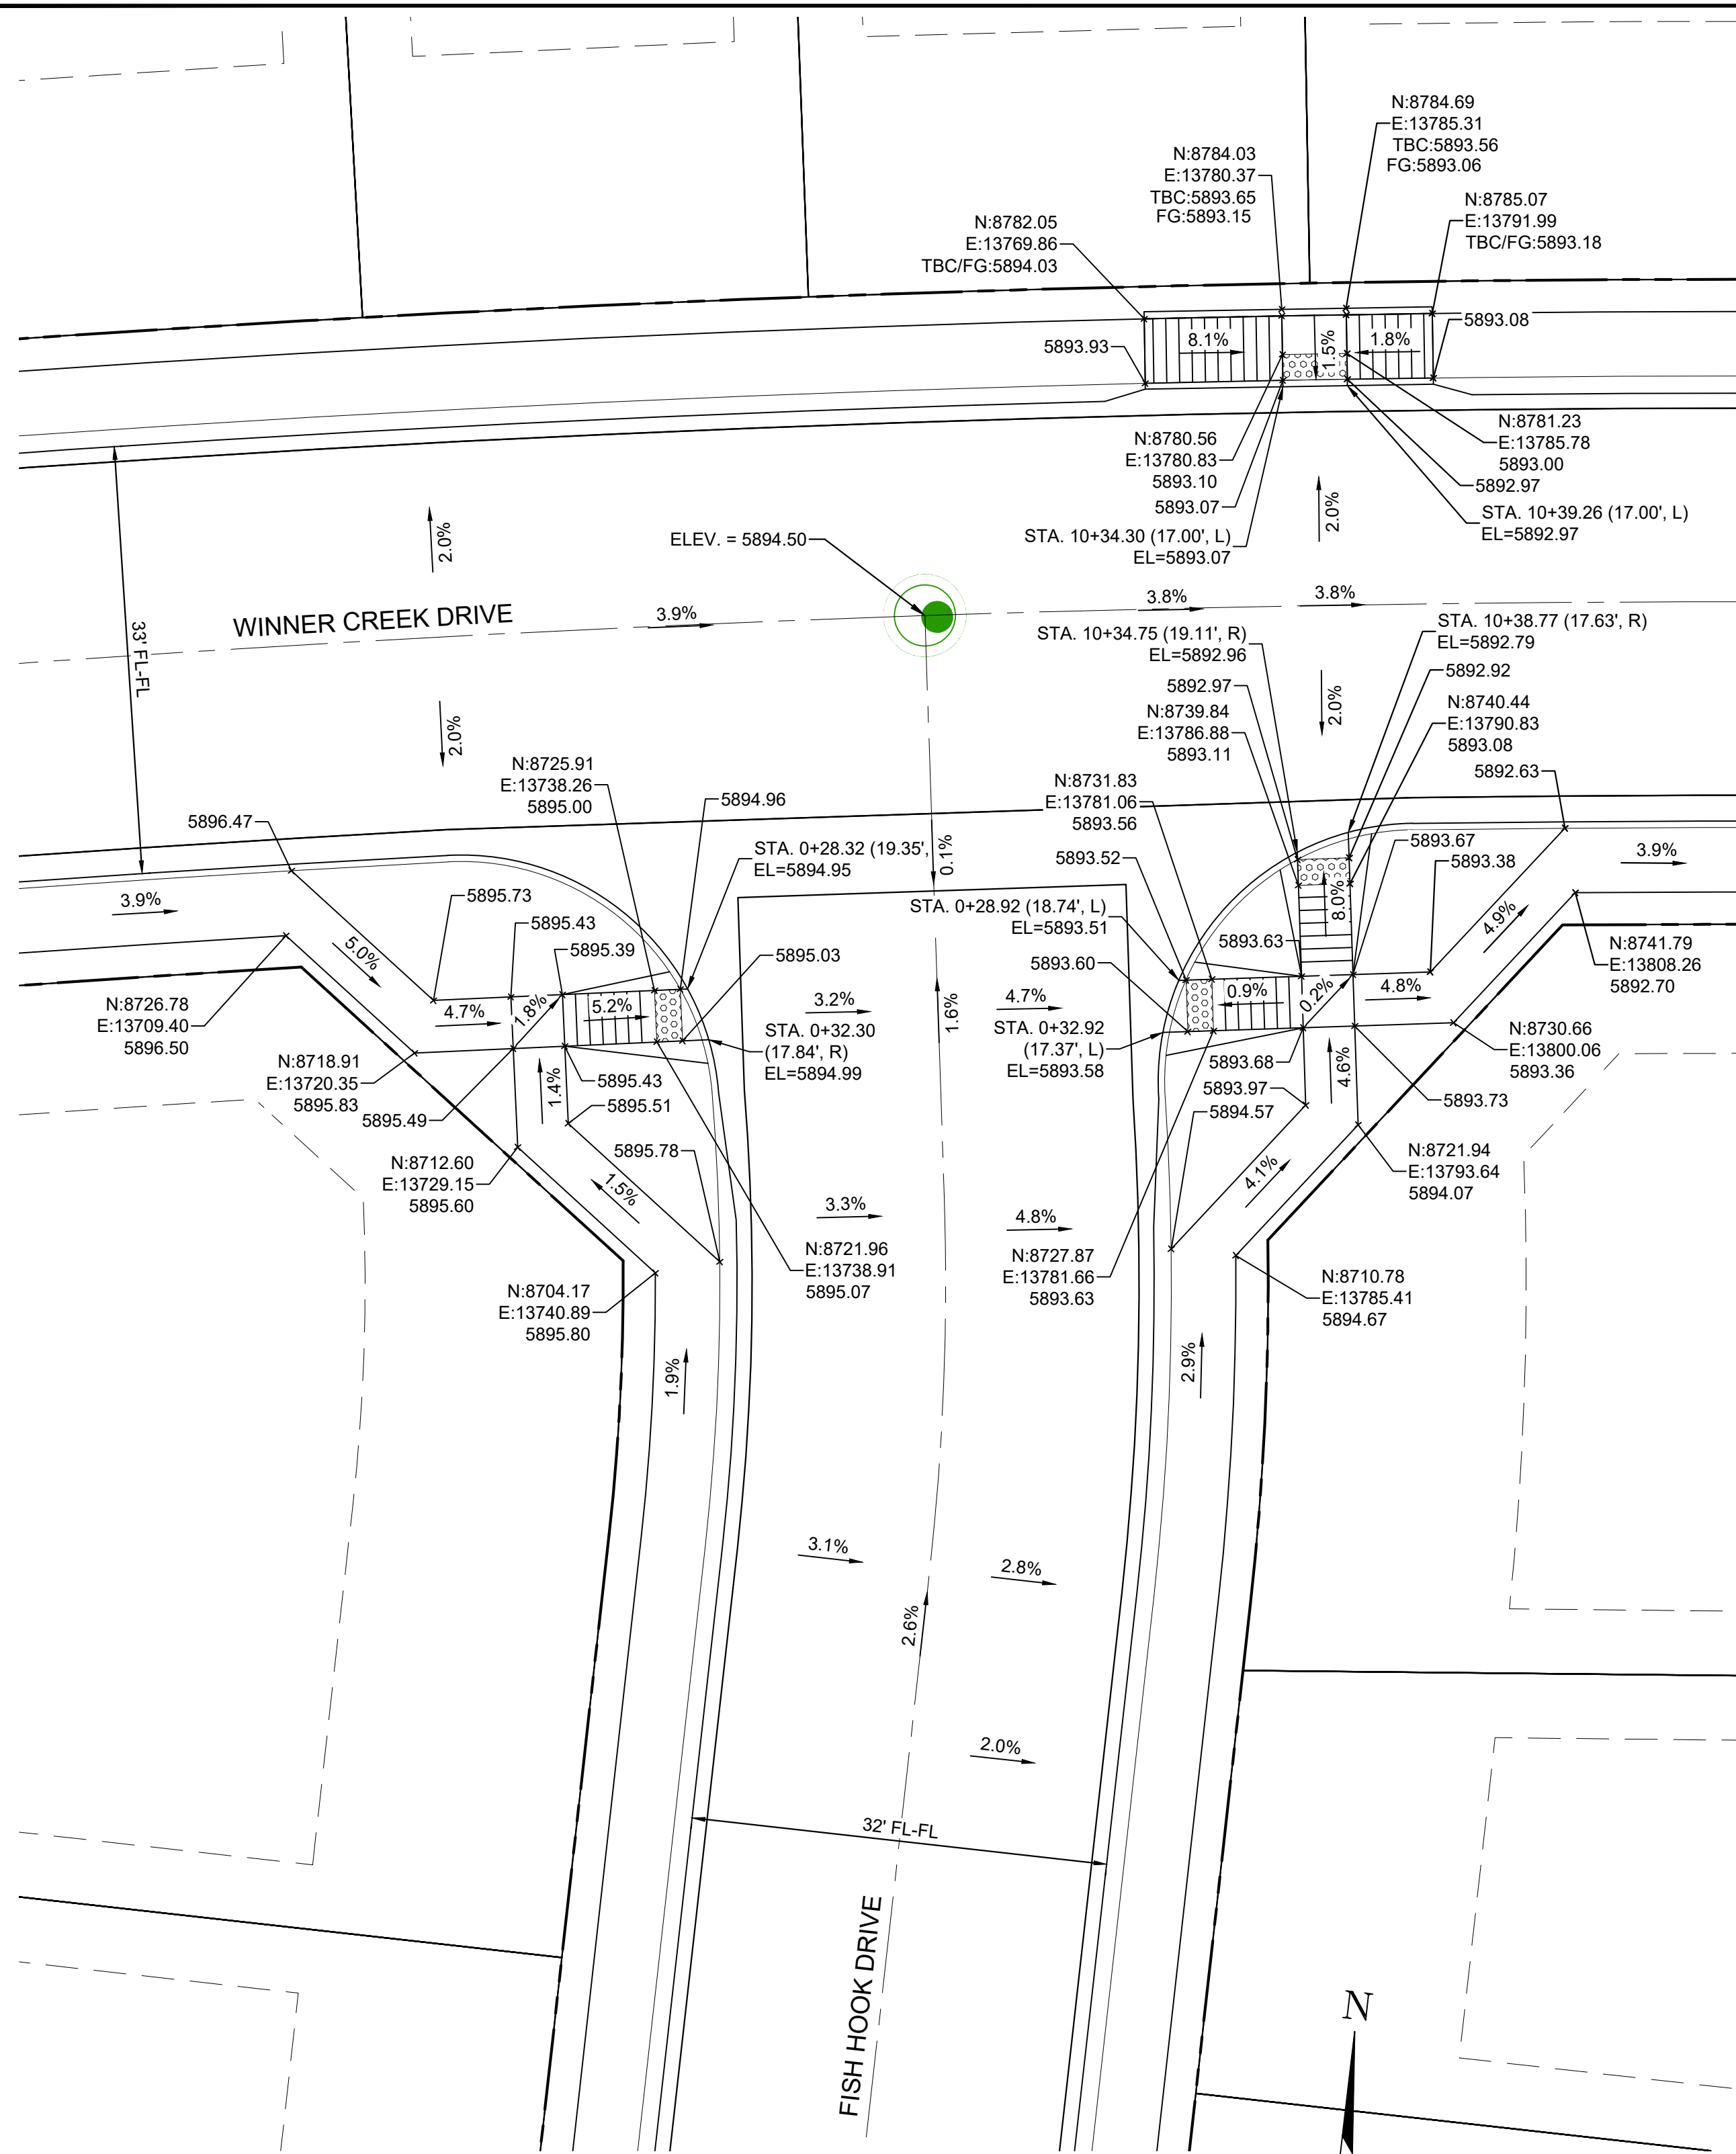 N:8784.69
E:13785.31
TBC:5893.56
FG:5893.06
N:8784.03
E:13780.37
TBC:5893.65
FG:5893.15
N:8785.07
E:13791.99
TBC/FG:5893.18
N:8782.05
E:13769.86
TBC/FG:5894.03
5893.93
8.1%
1.5%
1.8%
5893.08
N:8780.56
E:13780.83
5893.10
5893.07
STA. 10+34.30 (17.00', L)
EL=5893.07
N:8781.23
E:13785.78
5893.00
5892.97
STA. 10+39.26 (17.00', L)
EL=5892.97
2.0%
2.0%
ELEV. = 5894.50
WINNER CREEK DRIVE
3.9%
3.8%
3.8%
33' FL-FL
STA. 10+34.75 (19.11', R)
EL=5892.96
STA. 10+38.77 (17.63', R)
EL=5892.79
5892.97
5892.92
N:8739.84
E:13786.88
5893.11
N:8740.44
E:13790.83
5893.08
2.0%
2.0%
N:8725.91
E:13738.26
5895.00
5894.96
N:8731.83
E:13781.06
5893.56
5892.63
5896.47
STA. 0+28.32 (19.35',
EL=5894.95
0.1%
5893.52
5893.67
5893.38
3.9%
3.9%
5895.73
5895.43
5895.39
5895.03
STA. 0+28.92 (18.74', L)
EL=5893.51
5893.63
5893.60
8.0%
4.9%
5.0%
4.7%
1.8%
5.2%
3.2%
1.6%
4.7%
0.9%
0.2%
4.8%
N:8741.79
E:13808.26
5892.70
N:8726.78
E:13709.40
5896.50
STA. 0+32.30
(17.84', R)
EL=5894.99
STA. 0+32.92
(17.37', L)
EL=5893.58
N:8730.66
E:13800.06
5893.36
N:8718.91
E:13720.35
5895.83
5895.49
1.4%
5895.43
5895.51
5895.78
5893.68
5893.97
5894.57
4.6%
5893.73
N:8712.60
E:13729.15
5895.60
1.5%
4.1%
N:8721.94
E:13793.64
5894.07
3.3%
4.8%
N:8704.17
E:13740.89
5895.80
N:8721.96
E:13738.91
5895.07
N:8727.87
E:13781.66
5893.63
N:8710.78
E:13785.41
5894.67
1.9%
2.9%
3.1%
2.8%
2.6%
2.0%
32' FL-FL
FISH HOOK DRIVE
N